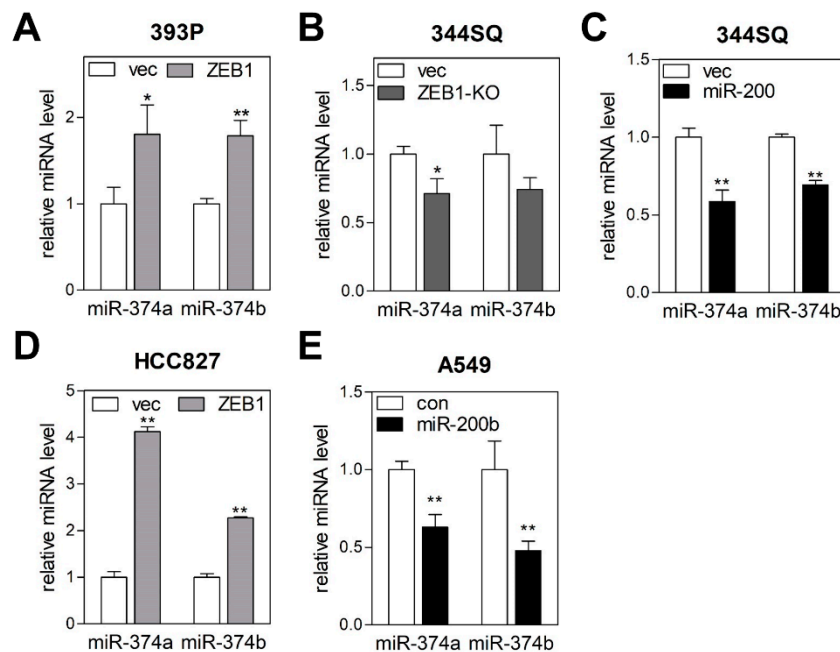 A
393P
vec ZEB1
relative miRNA level
2
1
0
*
**
miR-374a miR-374b
B
344SQ
vec
ZEB1-KO
relative miRNA level
1.5
1.0
0.5
0.0
*
miR-374a miR-374b
C
344SQ
vec
miR-200
relative miRNA level
1.5
1.0
0.5
0.0
**
**
miR-374a miR-374b
D
HCC827
vec ZEB1
relative miRNA level
5
4
3
2
1
0
**
**
miR-374a miR-374b
E
A549
con
miR-200b
relative miRNA level
1.5
1.0
0.5
0.0
**
**
miR-374a miR-374b